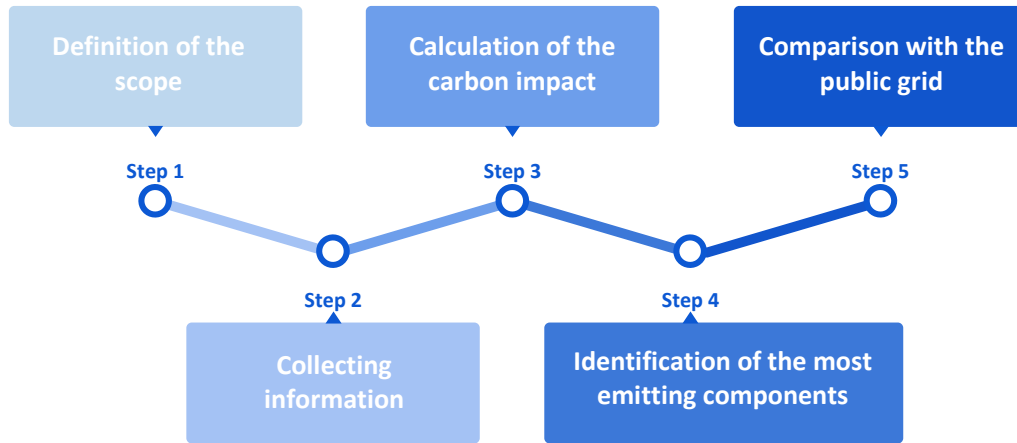 Definition of the
scope
Step 1
Step 2
Collecting
information
Calculation of the
carbon impact
Step 3
Step 4
Identification of the most
emitting components
Comparison with the
public grid
Step 5